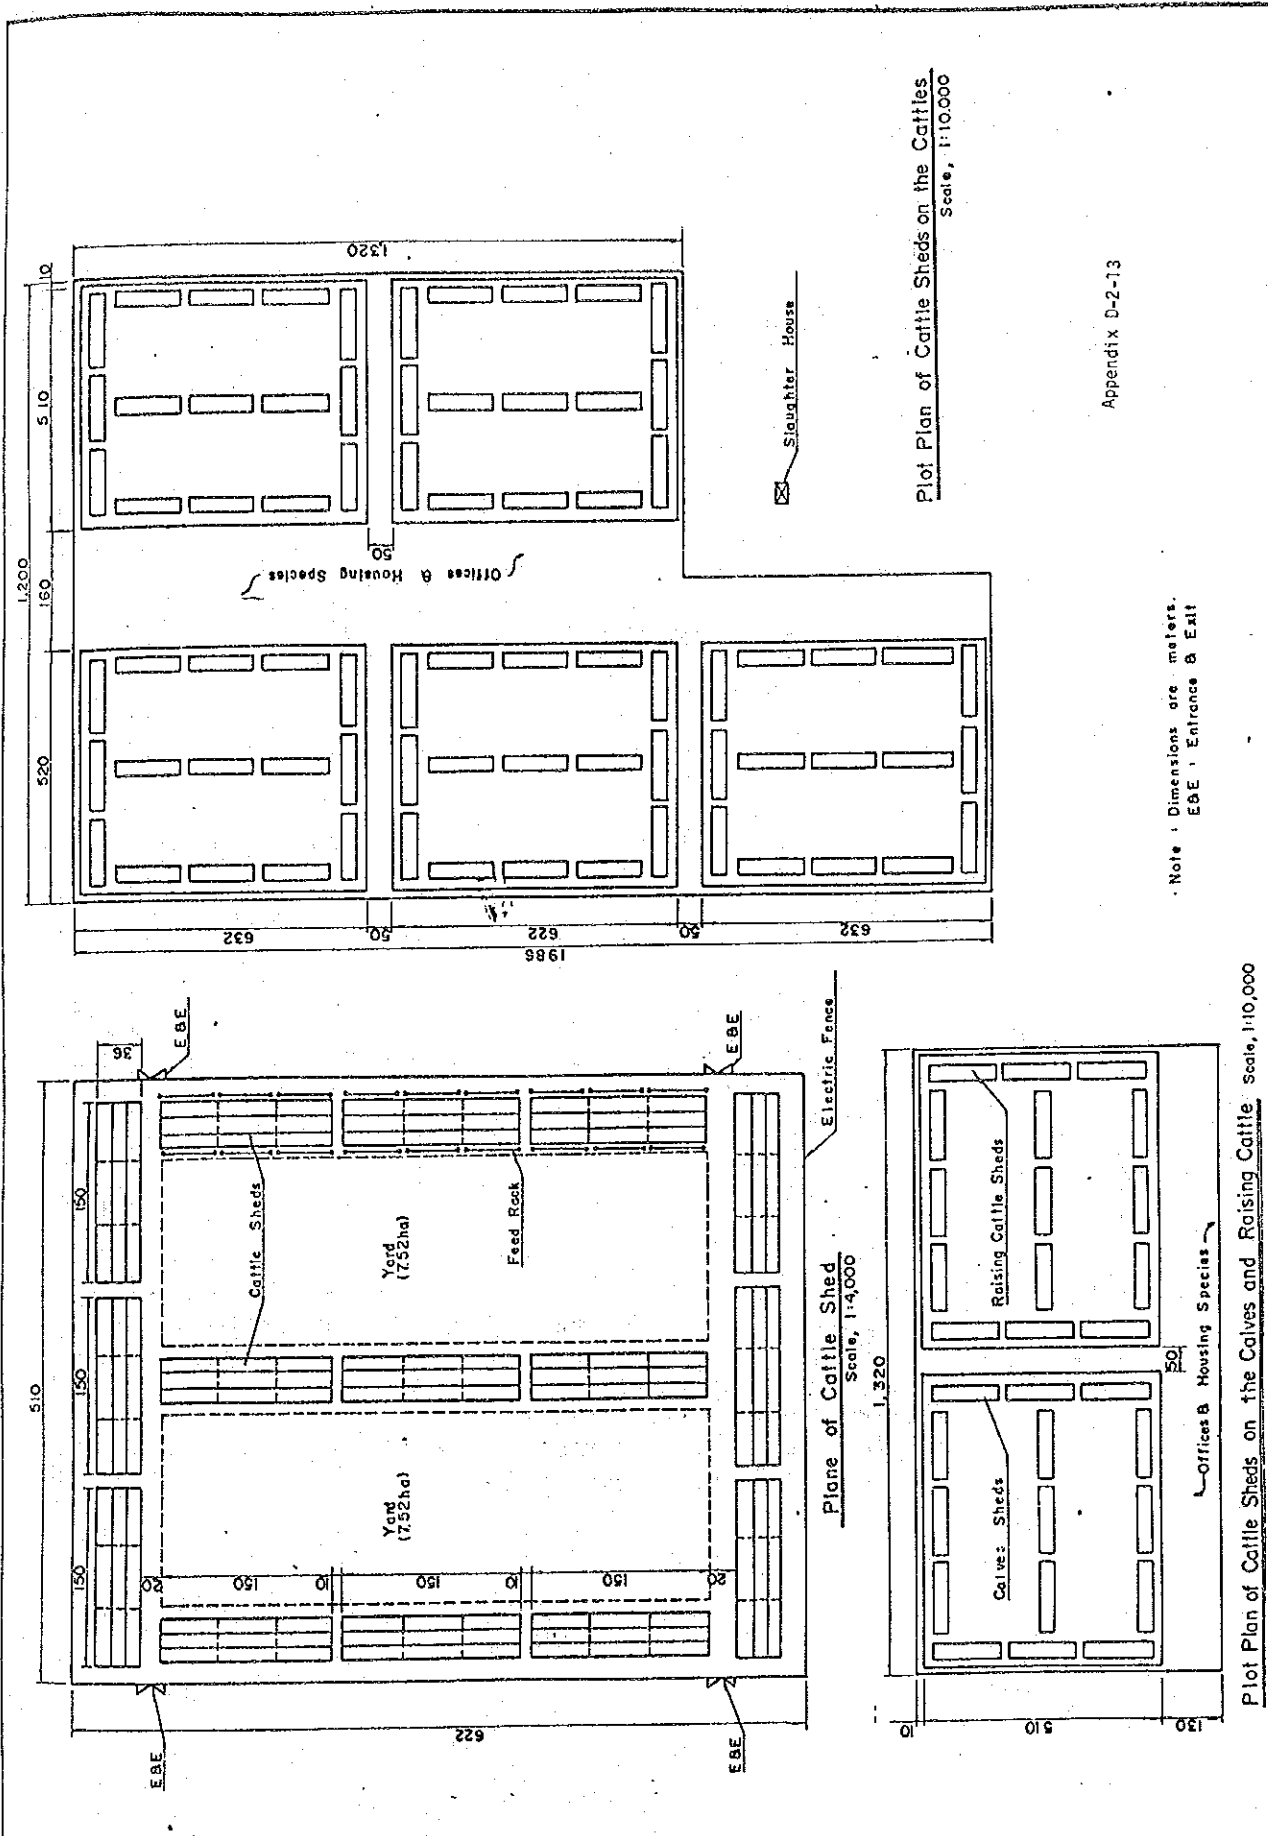 510
150
150
150
36
E&E
E&E
E&E
E&E
622
20
150
10
150
10
150
20
Cattle Sheds
Yard
(7.52ha)
Yard
(7.52ha)
Feed Rack
Electric Fence
Plane of Cattle Shed
Scale, 1:4,000
1,200
520
160
510
10
1,320
632
50
622
50
632
1986
50
Offices & Housing Species
Slaughter House
Plot Plan of Cattle Sheds on the Cattles
Scale, 1:10.000
1,320
10
510
130
50
Calves Sheds
Raising Cattle Sheds
Offices & Housing Species
Plot Plan of Cattle Sheds on the Calves and Raising Cattle Scale, 1:10,000
Note : Dimensions are meters.
E&E : Entrance & Exit
Appendix D-2-13